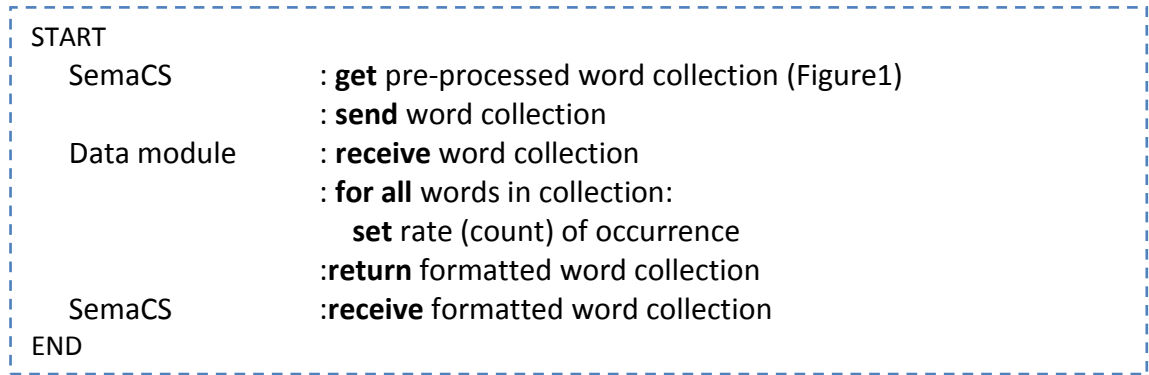 START
SemaCS : get pre-processed word collection (Figure1)
: send word collection
Data module : receive word collection
: for all words in collection:
set rate (count) of occurrence
:return formatted word collection
SemaCS :receive formatted word collection
END